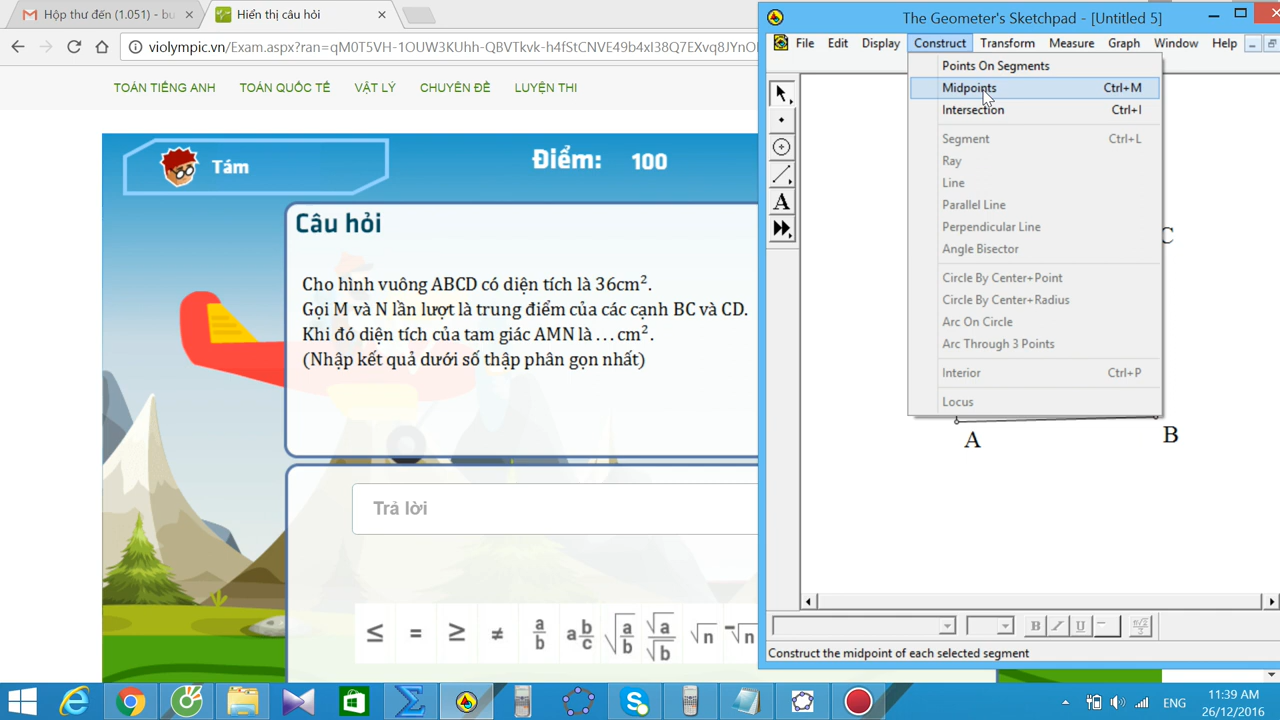 Hộp thư đến (1.051) - bu
Hiển thị câu hỏi
violympic.vn/Exam.aspx?ran=qM0T5VH-1OUW3KUhh-QBVTkvk-h4fStCNVE49b4xI38Q7EXvq8JYnOi
TOÁN TIẾNG ANH TOÁN QUỐC TẾ VẬT LÝ CHUYÊN ĐỀ LUYỆN THI
Tám
Điểm: 100
Câu hỏi
Cho hình vuông ABCD có diện tích là 36cm².
Gọi M và N lần lượt là trung điểm của các cạnh BC và CD.
Khi đó diện tích của tam giác AMN là ... cm².
(Nhập kết quả dưới số thập phân gọn nhất)
Trả lời
≤ = ≥ ≠ a/b a b/c √(a/b) √a/√b √n ⁻√n
The Geometer's Sketchpad - [Untitled 5]
File Edit Display Construct Transform Measure Graph Window Help
Points On Segments
Midpoints Ctrl+M
Intersection Ctrl+I
Segment Ctrl+L
Ray
Line
Parallel Line
Perpendicular Line
Angle Bisector
Circle By Center+Point
Circle By Center+Radius
Arc On Circle
Arc Through 3 Points
Interior Ctrl+P
Locus
A
C
A
B
B I U
Construct the midpoint of each selected segment
ENG
11:39 AM
26/12/2016